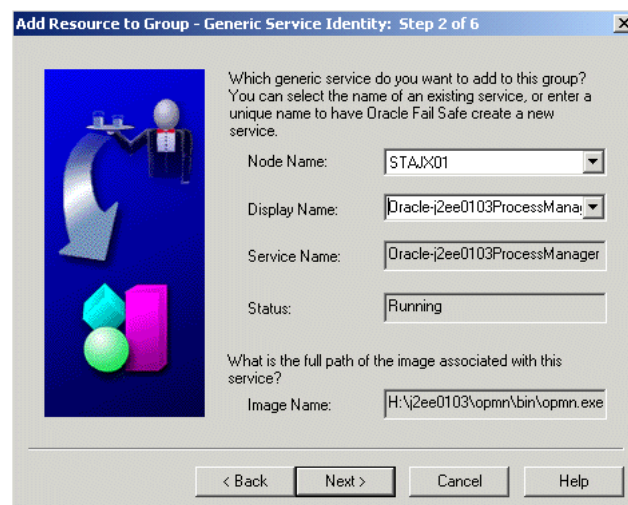 Add Resource to Group - Generic Service Identity: Step 2 of 6
Which generic service do you want to add to this group?
You can select the name of an existing service, or enter a
unique name to have Oracle Fail Safe create a new
service.
Node Name:
STAJX01
Display Name:
Oracle-j2ee0103ProcessMana
Service Name:
Oracle-j2ee0103ProcessManager
Status:
Running
What is the full path of the image associated with this
service?
Image Name:
H:\j2ee0103\opmn\bin\opmn.exe
< Back
Next >
Cancel
Help